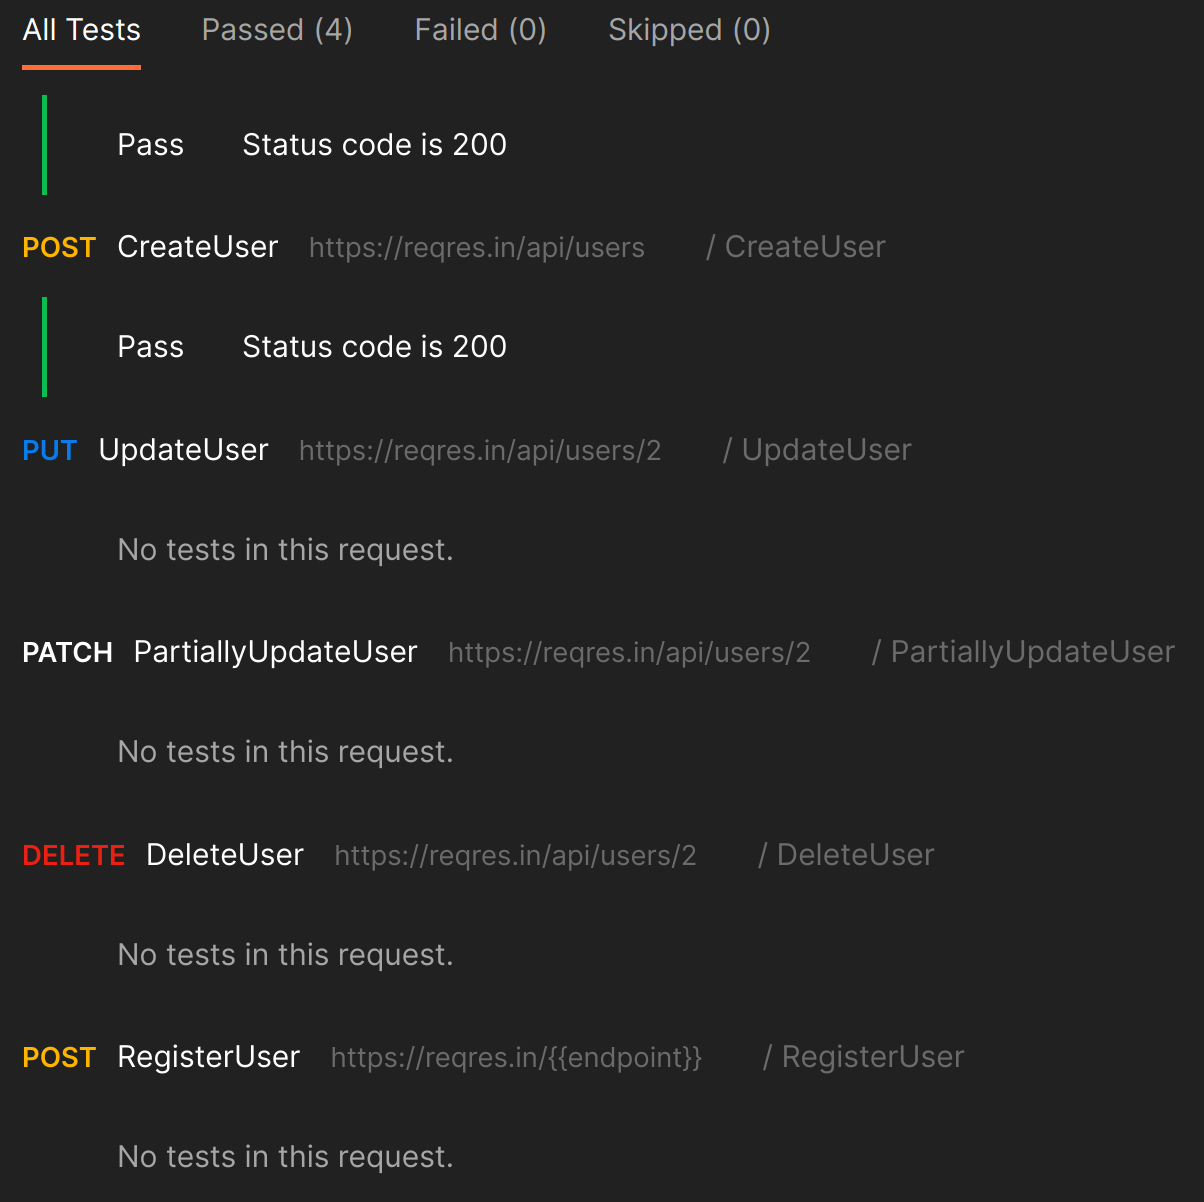 All Tests Passed (4) Failed (0) Skipped (0)
Pass Status code is 200
POST CreateUser https://reqres.in/api/users / CreateUser
Pass Status code is 200
PUT UpdateUser https://reqres.in/api/users/2 / UpdateUser
No tests in this request.
PATCH PartiallyUpdateUser https://reqres.in/api/users/2 / PartiallyUpdateUser
No tests in this request.
DELETE DeleteUser https://reqres.in/api/users/2 / DeleteUser
No tests in this request.
POST RegisterUser https://reqres.in/{{endpoint}} / RegisterUser
No tests in this request.